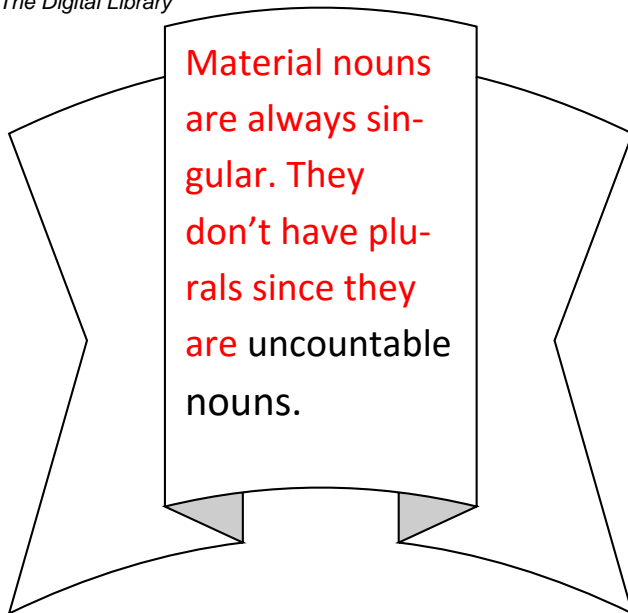 The Digital Library
Material nouns
are always sin-
gular. They
don’t have plu-
rals since they
are uncountable
nouns.